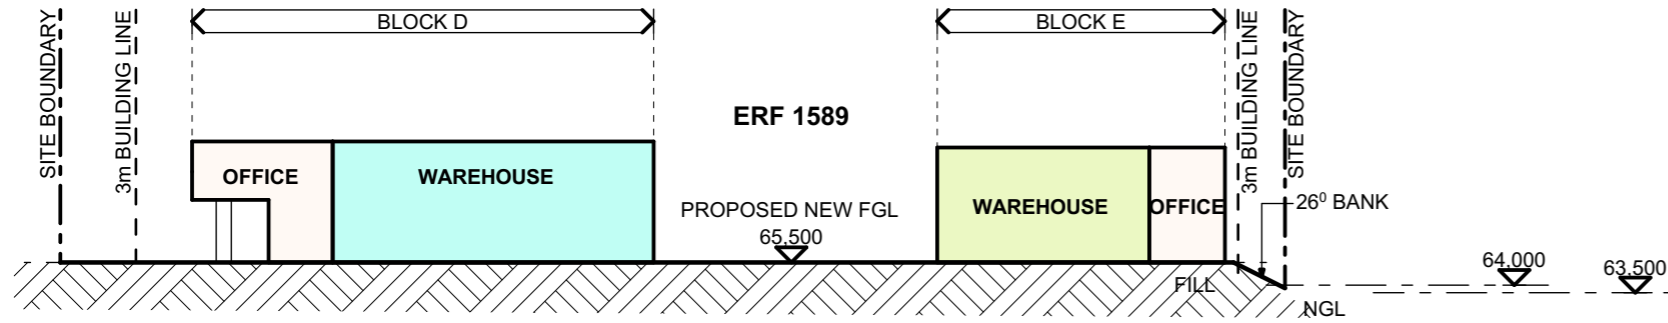 SITE BOUNDARY
3m BUILDING LINE
BLOCK D
BLOCK E
3m BUILDING LINE
SITE BOUNDARY
ERF 1589
OFFICE
WAREHOUSE
WAREHOUSE
OFFICE
26⁰ BANK
PROPOSED NEW FGL
65,500
FILL
64,000
63,500
NGL